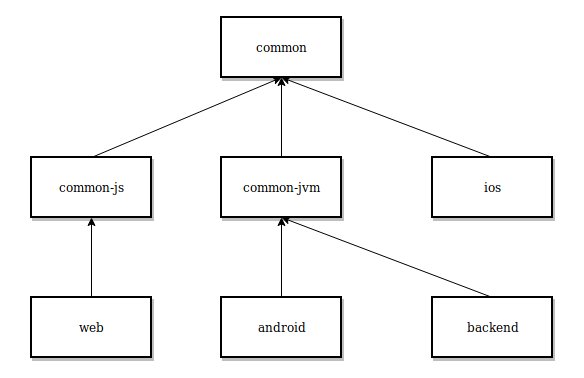 common
common-js
common-jvm
ios
web
android
backend